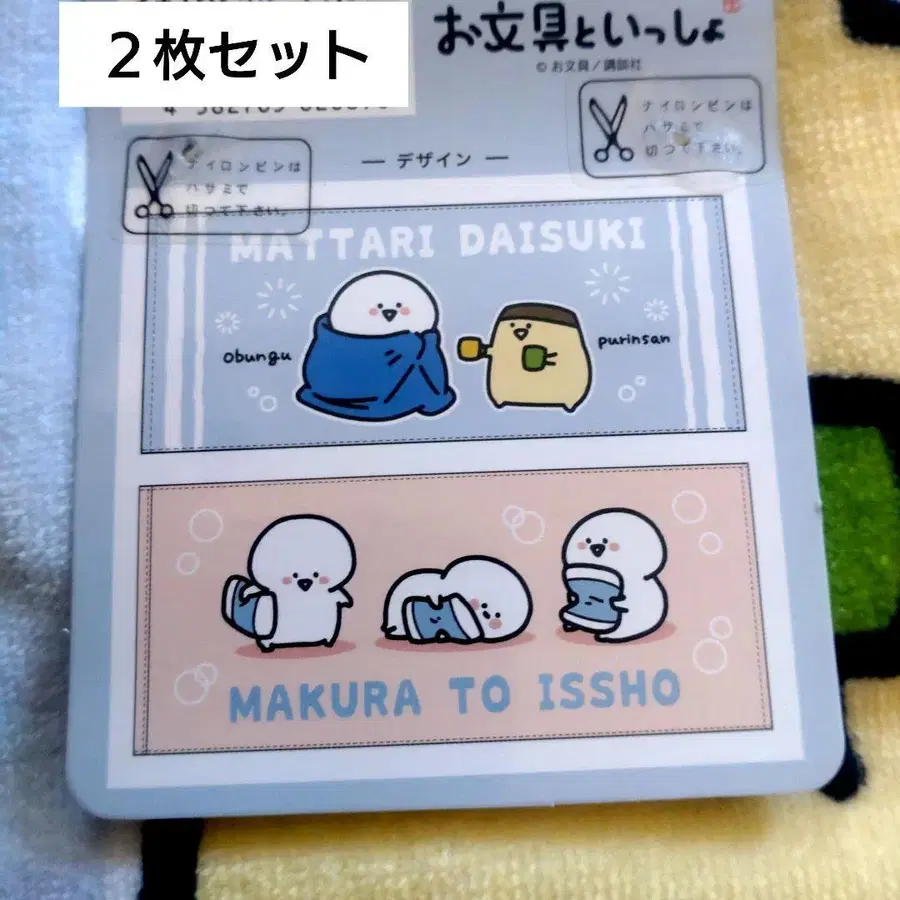 ２枚セット
お文具といっしょ
© お文具／講談社
ナイロンピンは
ハサミで
切って下さい。
ナイロンピンは
ハサミで
切って下さい。
― デザイン ―
MATTARI DAISUKI
obungu
purinsan
MAKURA TO ISSHO